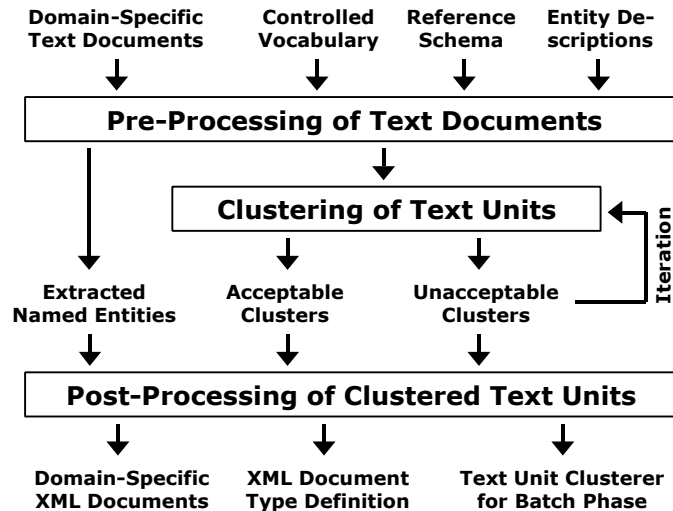 Domain-Specific
Text Documents
Controlled
Vocabulary
Reference
Schema
Entity De-
scriptions
Pre-Processing of Text Documents
Clustering of Text Units
Iteration
Extracted
Named Entities
Acceptable
Clusters
Unacceptable
Clusters
Post-Processing of Clustered Text Units
Domain-Specific
XML Documents
XML Document
Type Definition
Text Unit Clusterer
for Batch Phase